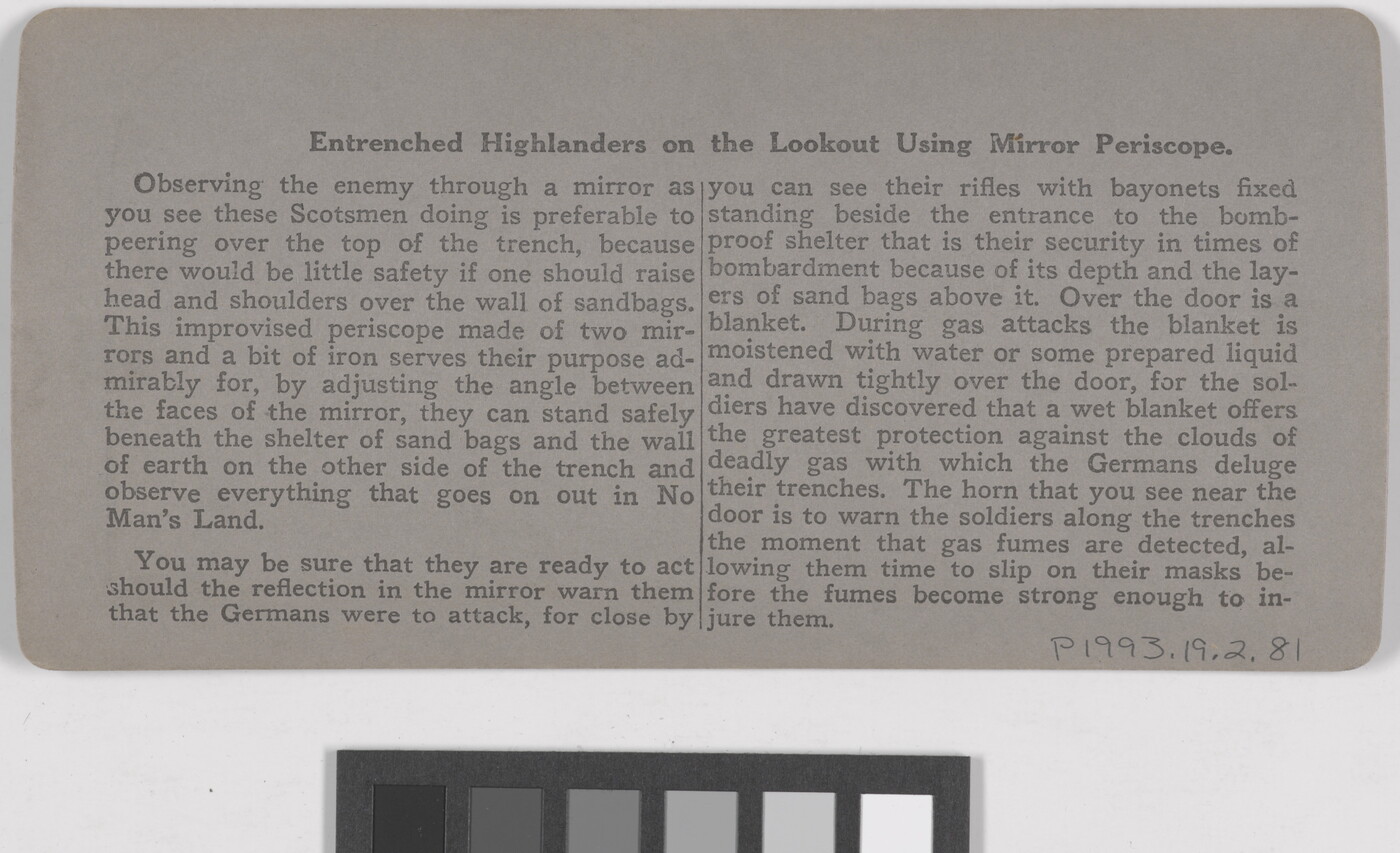 Entrenched Highlanders on the Lookout Using Mirror Periscope.
Observing the enemy through a mirror as
you see these Scotsmen doing is preferable to
peering over the top of the trench, because
there would be little safety if one should raise
head and shoulders over the wall of sandbags.
This improvised periscope made of two mir-
rors and a bit of iron serves their purpose ad-
mirably for, by adjusting the angle between
the faces of the mirror, they can stand safely
beneath the shelter of sand bags and the wall
of earth on the other side of the trench and
observe everything that goes on out in No
Man's Land.
You may be sure that they are ready to act
should the reflection in the mirror warn them
that the Germans were to attack, for close by
you can see their rifles with bayonets fixed
standing beside the entrance to the bomb-
proof shelter that is their security in times of
bombardment because of its depth and the lay-
ers of sand bags above it. Over the door is a
blanket. During gas attacks the blanket is
moistened with water or some prepared liquid
and drawn tightly over the door, for the sol-
diers have discovered that a wet blanket offers
the greatest protection against the clouds of
deadly gas with which the Germans deluge
their trenches. The horn that you see near the
door is to warn the soldiers along the trenches
the moment that gas fumes are detected, al-
lowing them time to slip on their masks be-
fore the fumes become strong enough to in-
jure them.
P1993.19.2.81